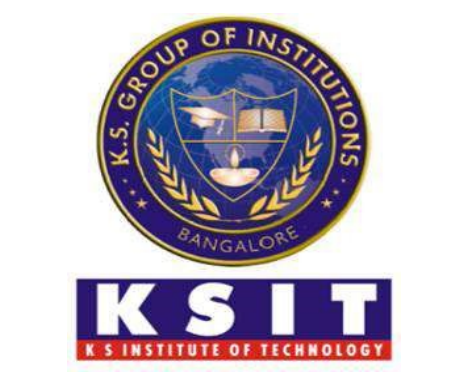 K.S. GROUP OF INSTITUTIONS
BANGALORE
KSIT
K S INSTITUTE OF TECHNOLOGY